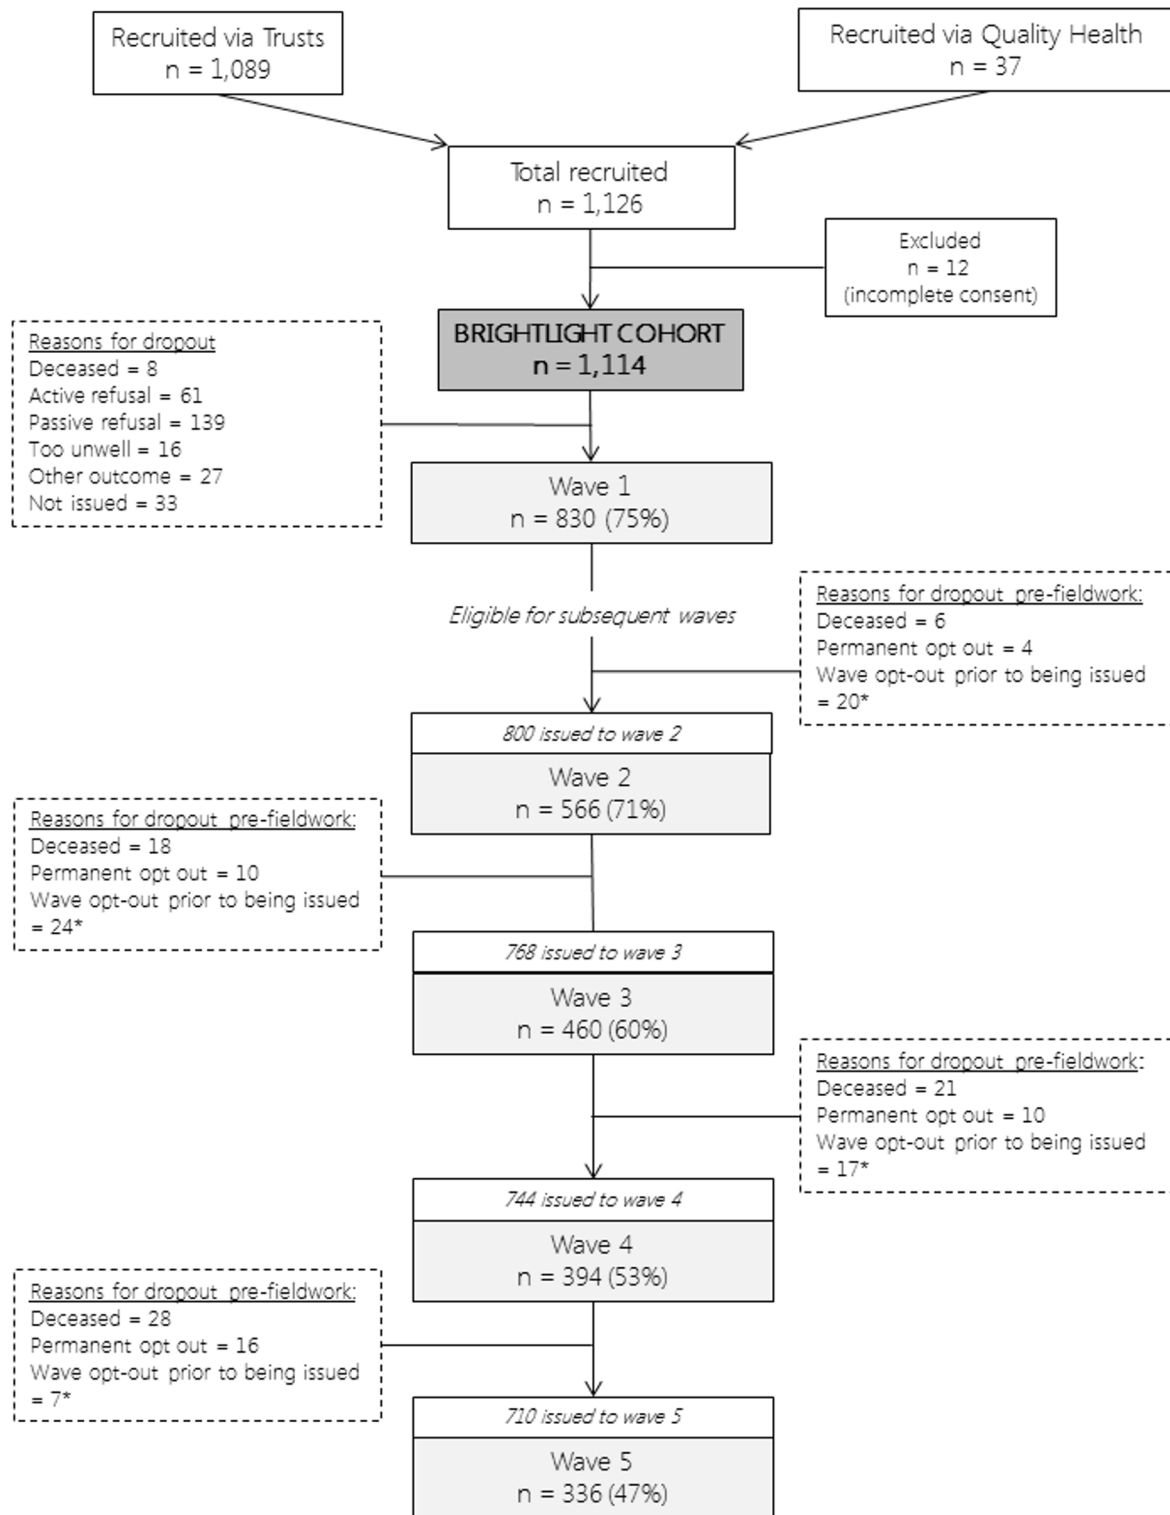 Recruited via Trusts
n = 1,089
Recruited via Quality Health
n = 37
Total recruited
n = 1,126
Excluded
n = 12
(incomplete consent)
BRIGHTLIGHT COHORT
n = 1,114
Reasons for dropout
Deceased = 8
Active refusal = 61
Passive refusal = 139
Too unwell = 16
Other outcome = 27
Not issued = 33
Wave 1
n = 830 (75%)
Eligible for subsequent waves
Reasons for dropout pre-fieldwork:
Deceased = 6
Permanent opt out = 4
Wave opt-out prior to being issued
= 20*
800 issued to wave 2
Wave 2
n = 566 (71%)
Reasons for dropout pre-fieldwork:
Deceased = 18
Permanent opt out = 10
Wave opt-out prior to being issued
= 24*
768 issued to wave 3
Wave 3
n = 460 (60%)
Reasons for dropout pre-fieldwork:
Deceased = 21
Permanent opt out = 10
Wave opt-out prior to being issued
= 17*
744 issued to wave 4
Wave 4
n = 394 (53%)
Reasons for dropout pre-fieldwork:
Deceased = 28
Permanent opt out = 16
Wave opt-out prior to being issued
= 7*
710 issued to wave 5
Wave 5
n = 336 (47%)